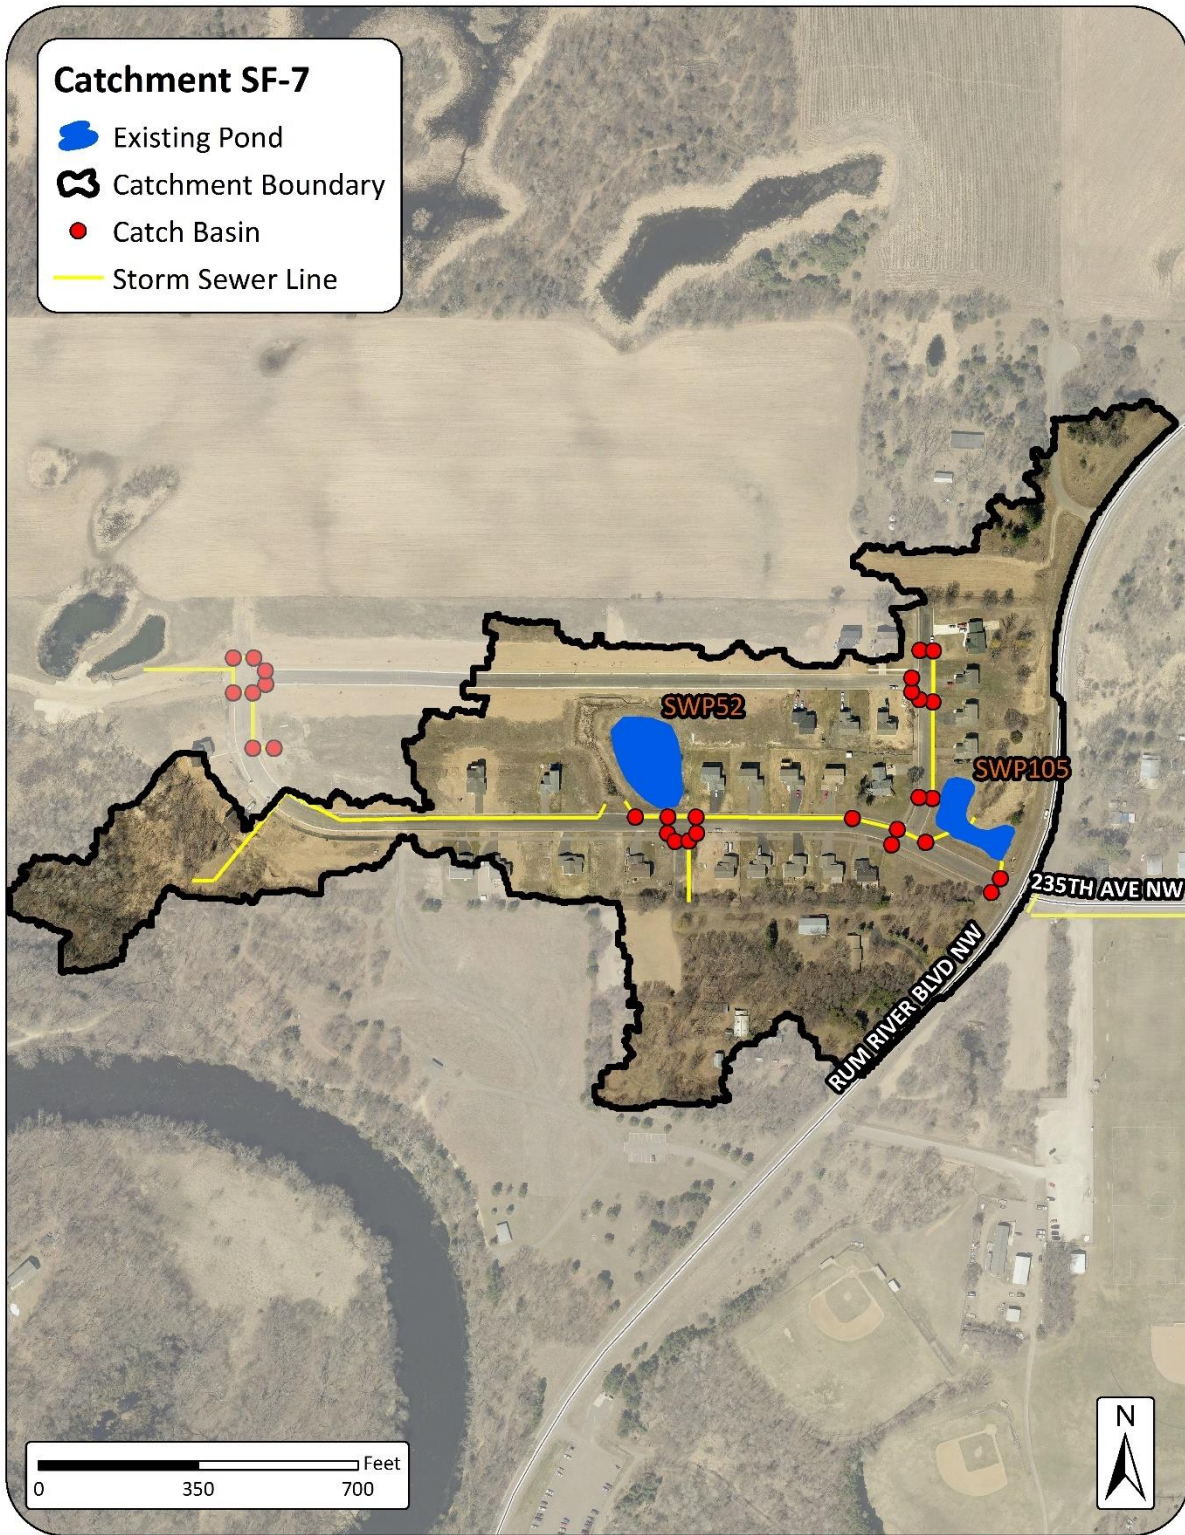 Catchment SF-7
Existing Pond
Catchment Boundary
Catch Basin
Storm Sewer Line
SWP52
SWP105
235TH AVE NW
RUM RIVER BLVD NW
N
Feet
0 350 700